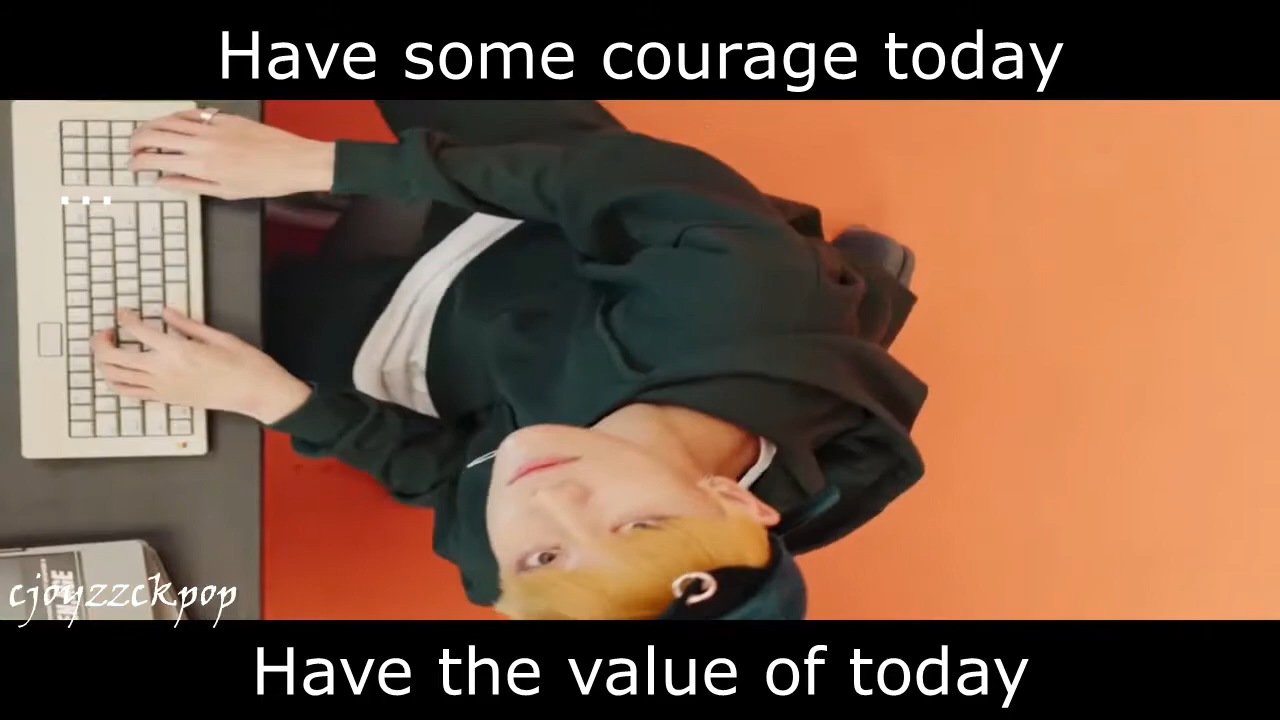 Have some courage today
...
cjoyzzckpop
Have the value of today